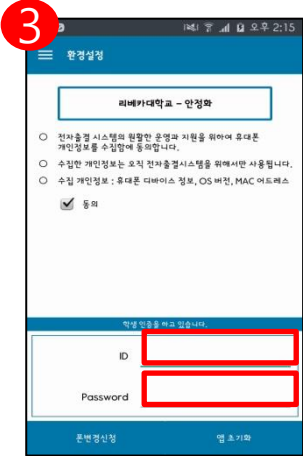 3
오후 2:15
환경설정
리베카대학교 – 안정화
○ 전자출결시스템의 원활한 운영과 지원을 위하여 휴대폰
개인정보를 수집함에 동의합니다.
○ 수집한 개인정보는 오직 전자출결시스템을 위해서만 사용됩니다.
○ 수집 개인정보 : 휴대폰 디바이스 정보, OS 버전, MAC 어드레스
동의
학생 인증을 하고 있습니다.
ID
Password
폰변경신청
앱 초기화